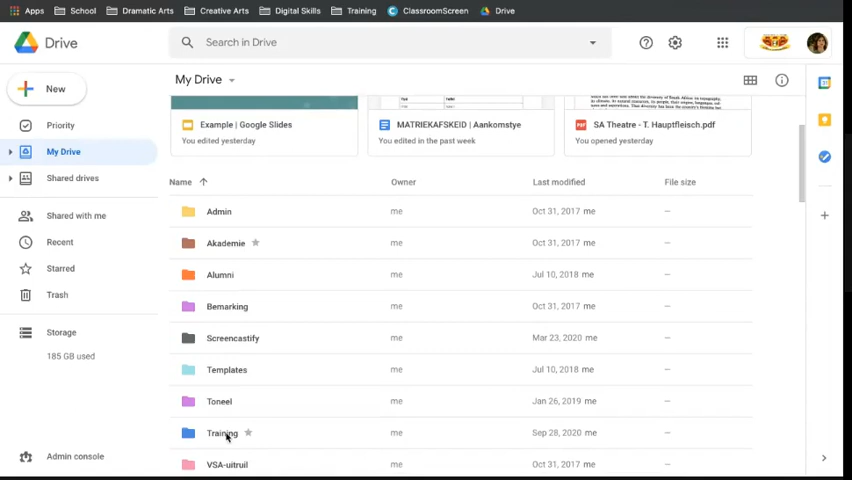 Apps School Dramatic Arts Creative Arts Digital Skills Training ClassroomScreen Drive
Drive Search in Drive
New
Priority
My Drive
Shared drives
Shared with me
Recent
Starred
Trash
Storage
185 GB used
Admin console
My Drive
Example | Google Slides
You edited yesterday
MATRIEKAFSKEID | Aankomstye
You edited in the past week
SA Theatre - T. Hauptfleisch.pdf
You opened yesterday
Name Owner Last modified File size
Admin me Oct 31, 2017 me –
Akademie me Oct 31, 2017 me –
Alumni me Jul 10, 2018 me –
Bemarking me Oct 31, 2017 me –
Screencastify me Mar 23, 2020 me –
Templates me Jul 10, 2018 me –
Toneel me Jan 26, 2019 me –
Training me Sep 28, 2020 me –
VSA-uitruil me Oct 31, 2017 me –